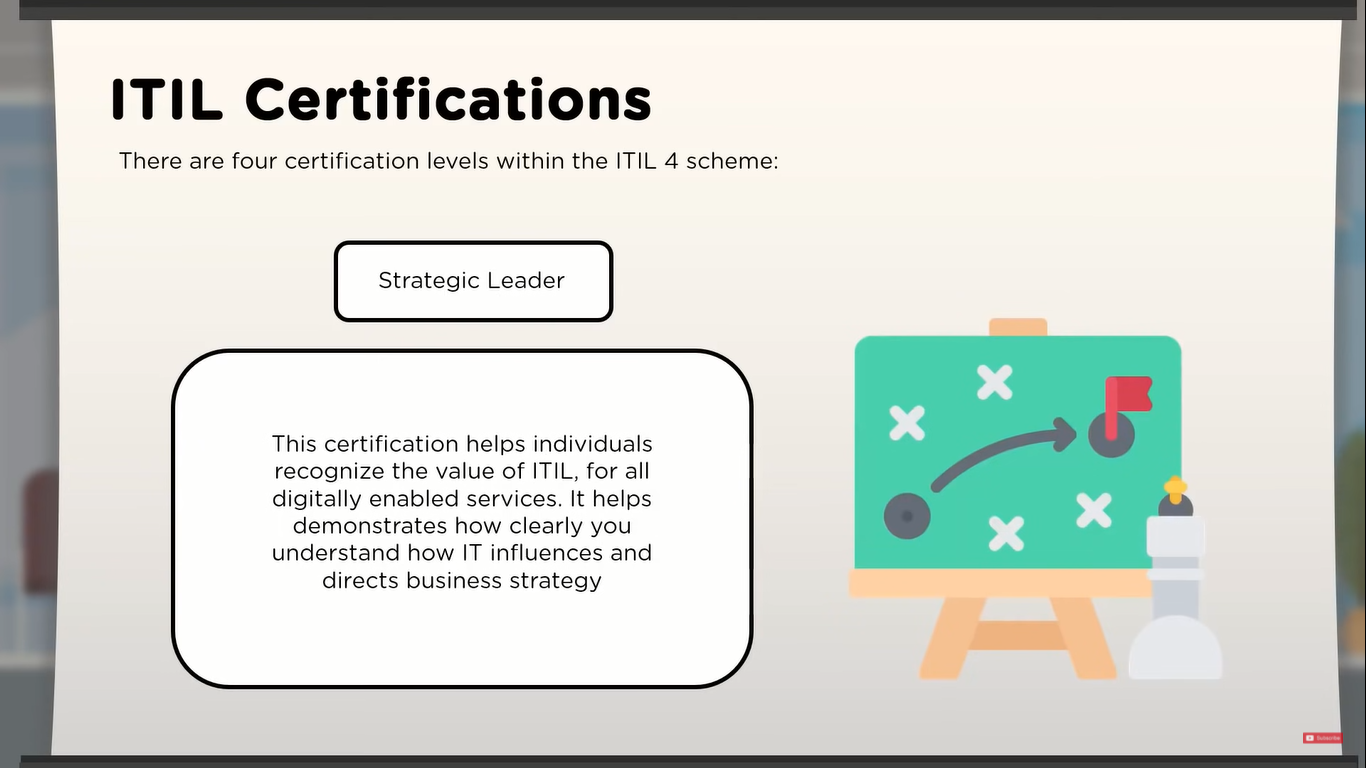 ITIL Certifications
There are four certification levels within the ITIL 4 scheme:
Strategic Leader
This certification helps individuals
recognize the value of ITIL, for all
digitally enabled services. It helps
demonstrates how clearly you
understand how IT influences and
directs business strategy
Subscribe